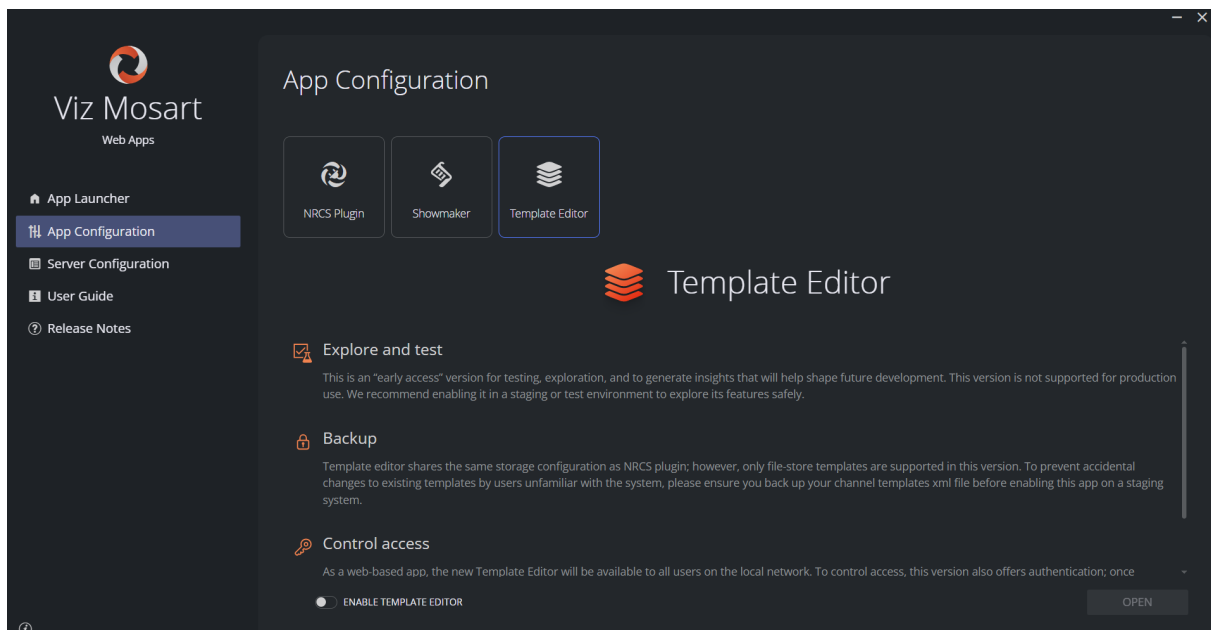 Viz Mosart
Web Apps
App Launcher
App Configuration
Server Configuration
User Guide
Release Notes
App Configuration
NRCS Plugin
Showmaker
Template Editor
Template Editor
Explore and test
This is an “early access” version for testing, exploration, and to generate insights that will help shape future development. This version is not supported for production
use. We recommend enabling it in a staging or test environment to explore its features safely.
Backup
Template editor shares the same storage configuration as NRCS plugin; however, only file-store templates are supported in this version. To prevent accidental
changes to existing templates by users unfamiliar with the system, please ensure you back up your channel templates xml file before enabling this app on a staging
system.
Control access
As a web-based app, the new Template Editor will be available to all users on the local network. To control access, this version also offers authentication; once
ENABLE TEMPLATE EDITOR
OPEN